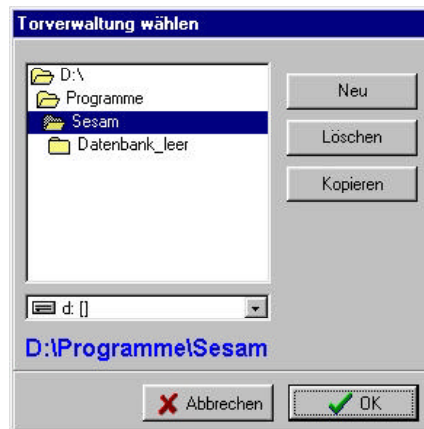 Torverwaltung wählen
D:\
Programme
Sesam
Datenbank_leer
Neu
Löschen
Kopieren
d: []
D:\Programme\Sesam
Abbrechen
OK